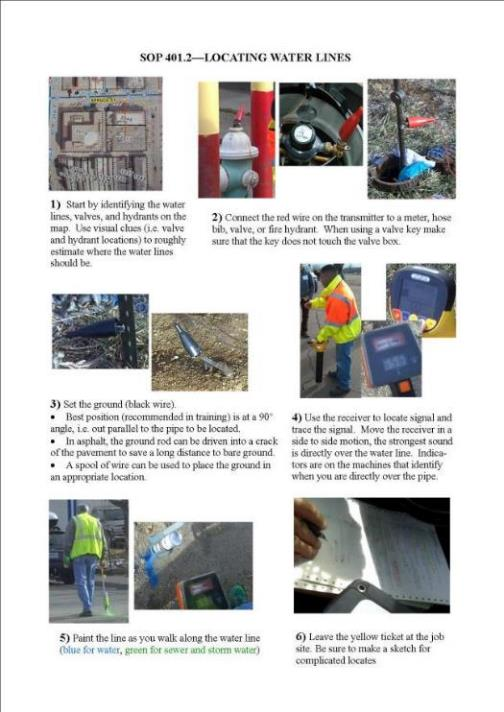 SOP 401.2—LOCATING WATER LINES
1) Start by identifying the water
lines, valves, and hydrants on the
map. Use visual clues (i.e. valve
and hydrant locations) to roughly
estimate where the water lines
should be.
2) Connect the red wire on the transmitter to a meter, hose
bib, valve, or fire hydrant. When using a valve key make
sure that the key does not touch the valve box.
3) Set the ground (black wire).
• Best position (recommended in training) is at a 90°
angle, i.e. out parallel to the pipe to be located.
• In asphalt, the ground rod can be driven into a crack
of the pavement to save a long distance to bare ground.
• A spool of wire can be used to place the ground in
an appropriate location.
4) Use the receiver to locate signal and
trace the signal. Move the receiver in a
side to side motion, the strongest sound
is directly over the water line. Indica-
tors are on the machines that identify
when you are directly over the pipe.
5) Paint the line as you walk along the water line
(blue for water, green for sewer and storm water)
6) Leave the yellow ticket at the job
site. Be sure to make a sketch for
complicated locates